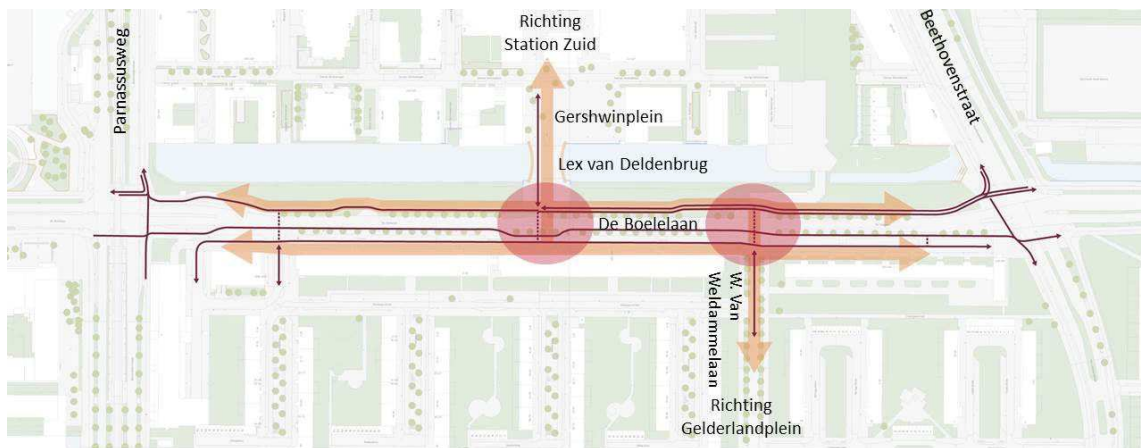 Richting
Station Zuid
Parnassusweg
Beethovenstraat
Gershwinplein
Lex van Deldenbrug
De Boelelaan
W. Van
Weldammelaan
Richting
Gelderlandplein